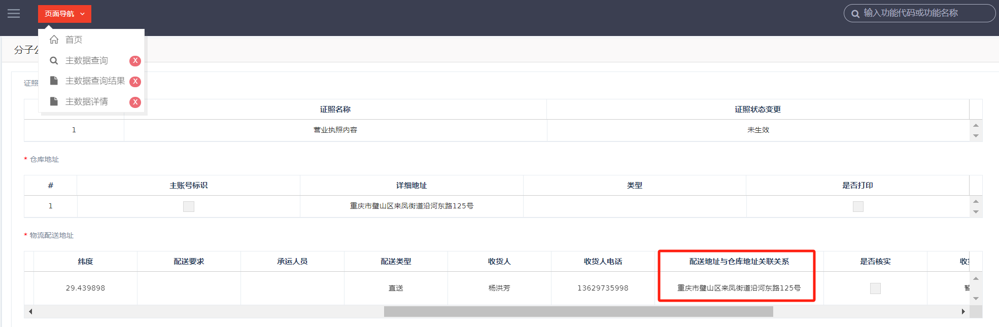 页面导航
输入功能代码或功能名称
首页
分子公
主数据查询 X
证照
主数据查询结果 X
主数据详情 X
证照名称 证照状态变更
1 营业执照内容 未生效
* 仓库地址
# 主账号标识 详细地址 类型 是否打印
1 重庆市璧山区来凤街道沿河东路125号
* 物流配送地址
纬度 配送要求 承运人员 配送类型 收货人 收货人电话 配送地址与仓库地址关联关系 是否核实
29.439898 直送 杨洪芳 13629735998 重庆市璧山区来凤街道沿河东路125号